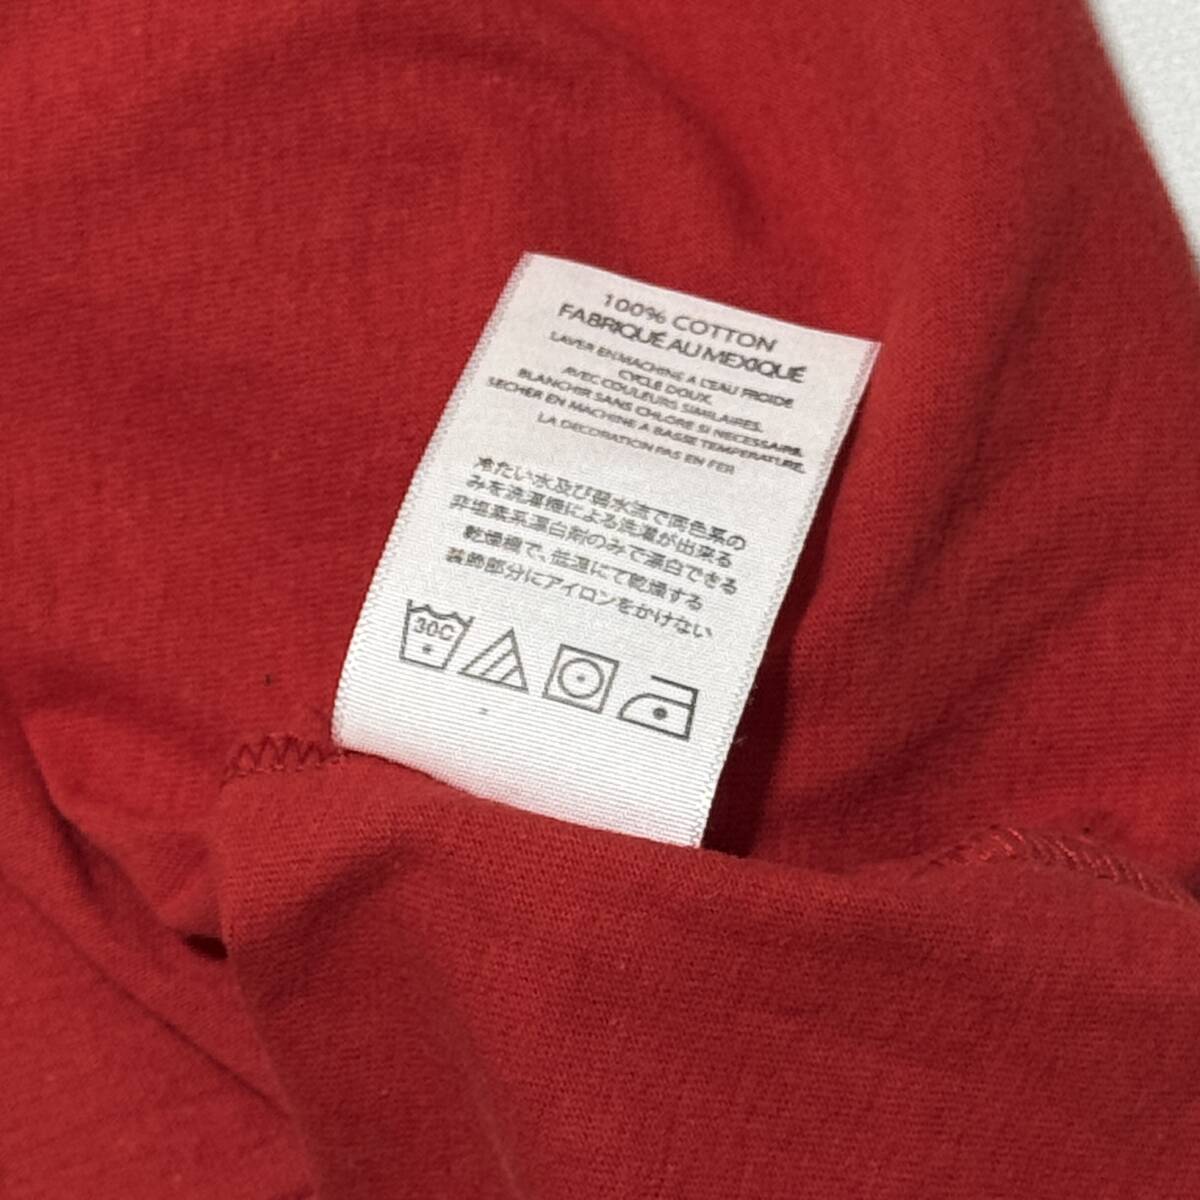 100% COTTON
FABRIQUÉ AU MEXIQUÉ
LAVER EN MACHINE A L'EAU FROIDE
CYCLE DOUX.
AVEC COULEURS SIMILAIRES.
BLANCHIR SANS CHLORE SI NECESSAIRE.
SECHER EN MACHINE A BASSE TEMPERATURE.
LA DECORATION PAS EN FER
冷たい水及び弱水流で同色系の
みを洗濯機による洗濯が出来る
非塩素系漂白剤のみで漂白できる
乾燥機で、低温にて乾燥する
装飾部分にアイロンをかけない
30C